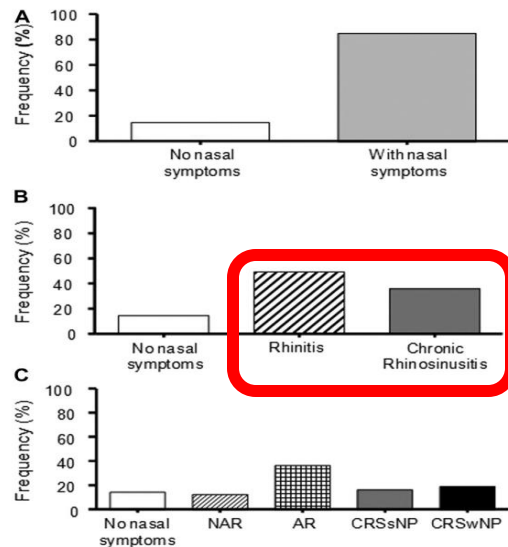 A
Frequency (%)
100
80
60
40
20
0
No nasal
symptoms
With nasal
symptoms
B
Frequency (%)
100
80
60
40
20
0
No nasal
symptoms
Rhinitis
Chronic
Rhinosinusitis
C
Frequency (%)
100
80
60
40
20
0
No nasal
symptoms
NAR
AR
CRSsNP
CRSwNP